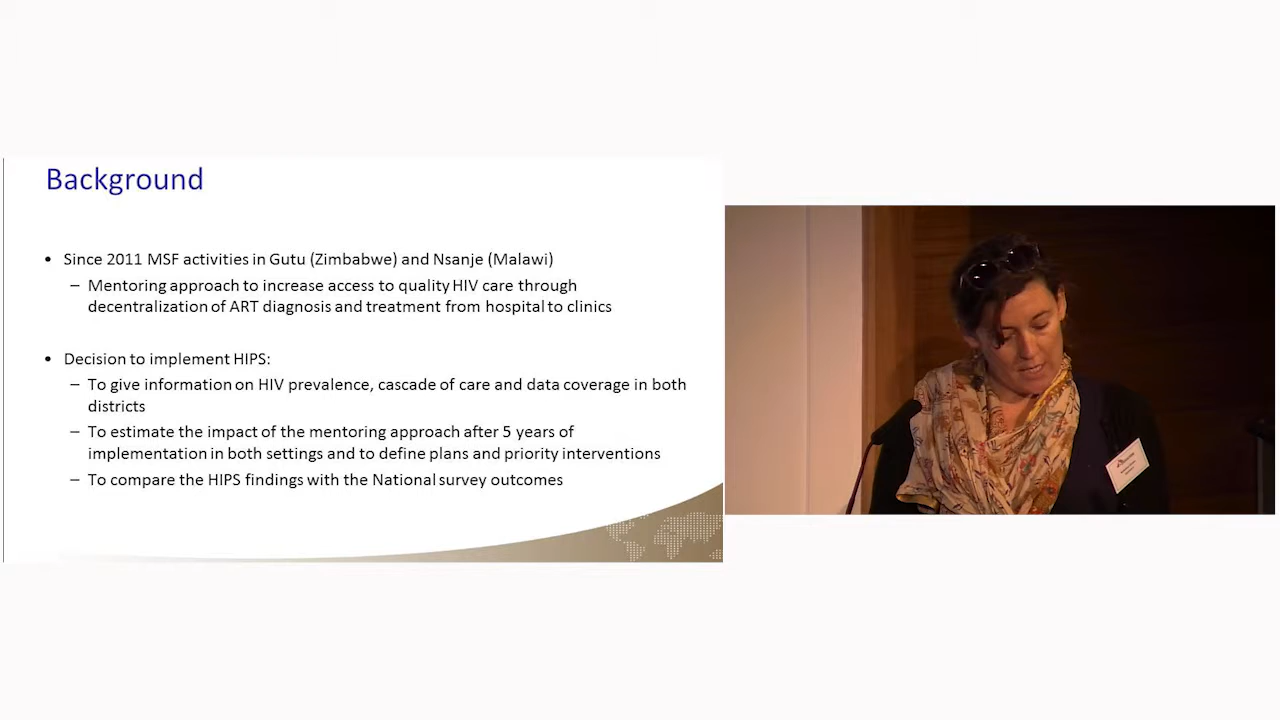 Background
• Since 2011 MSF activities in Gutu (Zimbabwe) and Nsanje (Malawi)
– Mentoring approach to increase access to quality HIV care through
decentralization of ART diagnosis and treatment from hospital to clinics
• Decision to implement HIPS:
– To give information on HIV prevalence, cascade of care and data coverage in both
districts
– To estimate the impact of the mentoring approach after 5 years of
implementation in both settings and to define plans and priority interventions
– To compare the HIPS findings with the National survey outcomes